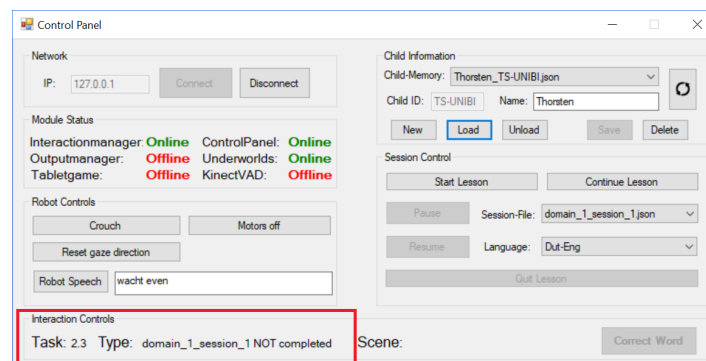 Control Panel
Network
IP: 127.0.0.1 Connect Disconnect
Module Status
Interactionmanager: Online ControlPanel: Online
Outputmanager: Offline Underworlds: Online
Tabletgame: Offline KinectVAD: Offline
Robot Controls
Crouch Motors off
Reset gaze direction
Robot Speech wacht even
Child Information
Child-Memory: Thorsten_TS-UNIBI.json
Child ID: TS-UNIBI Name: Thorsten
New Load Unload Save Delete
Session Control
Start Lesson Continue Lesson
Pause Session-File: domain_1_session_1.json
Resume Language: Dut-Eng
Quit Lesson
Interaction Controls
Task: 2.3 Type: domain_1_session_1 NOT completed Scene: Correct Word